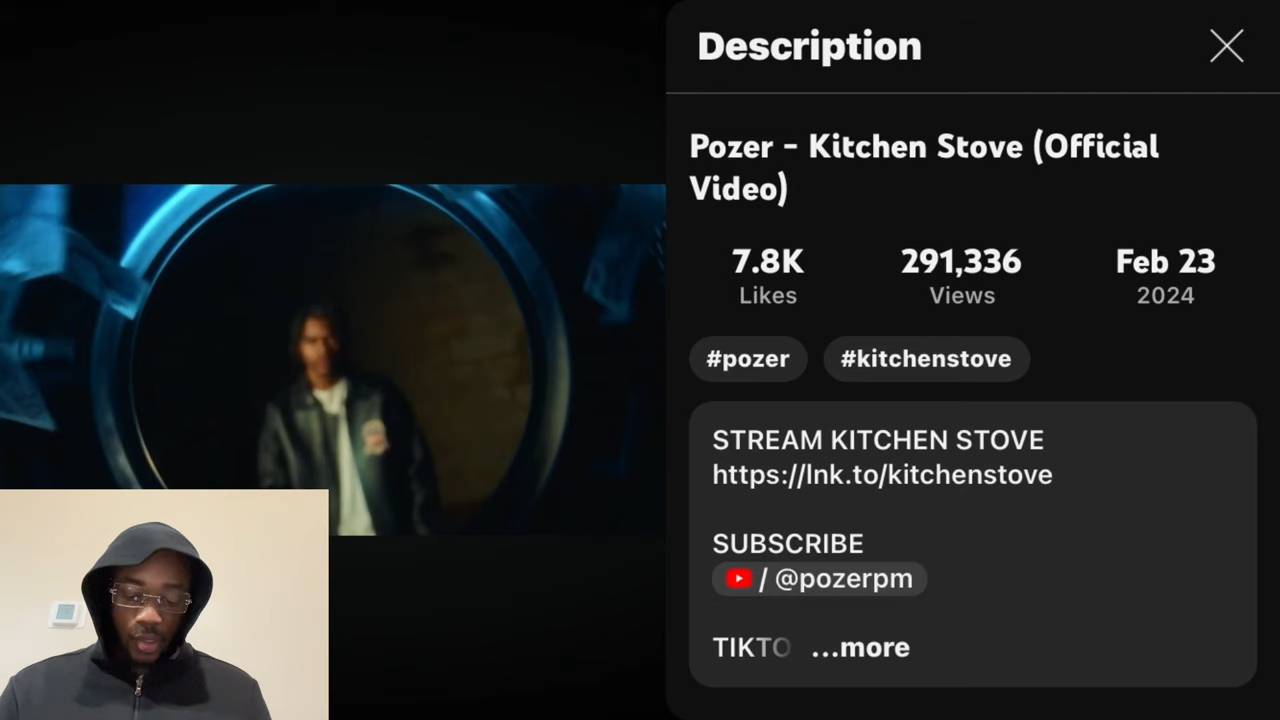 Description
Pozer - Kitchen Stove (Official
Video)
7.8K
Likes
291,336
Views
Feb 23
2024
#pozer
#kitchenstove
STREAM KITCHEN STOVE
https://lnk.to/kitchenstove
SUBSCRIBE
/ @pozerpm
TIKTO ...more